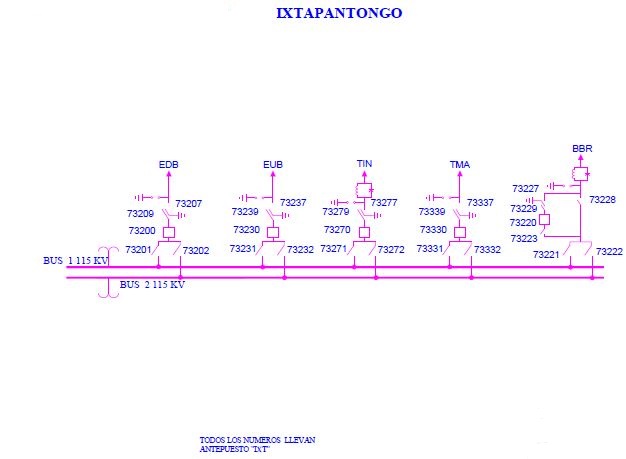 IXTAPANTONGO
EDB
EUB
TIN
TMA
BBR
73207
73209
73200
73201
73202
73237
73239
73230
73231
73232
73277
73279
73270
73271
73272
73337
73339
73330
73331
73332
73227
73228
73229
73220
73223
73221
73222
BUS 1 115 KV
BUS 2 115 KV
TODOS LOS NUMEROS LLEVAN
ANTEPUESTO "IxT"